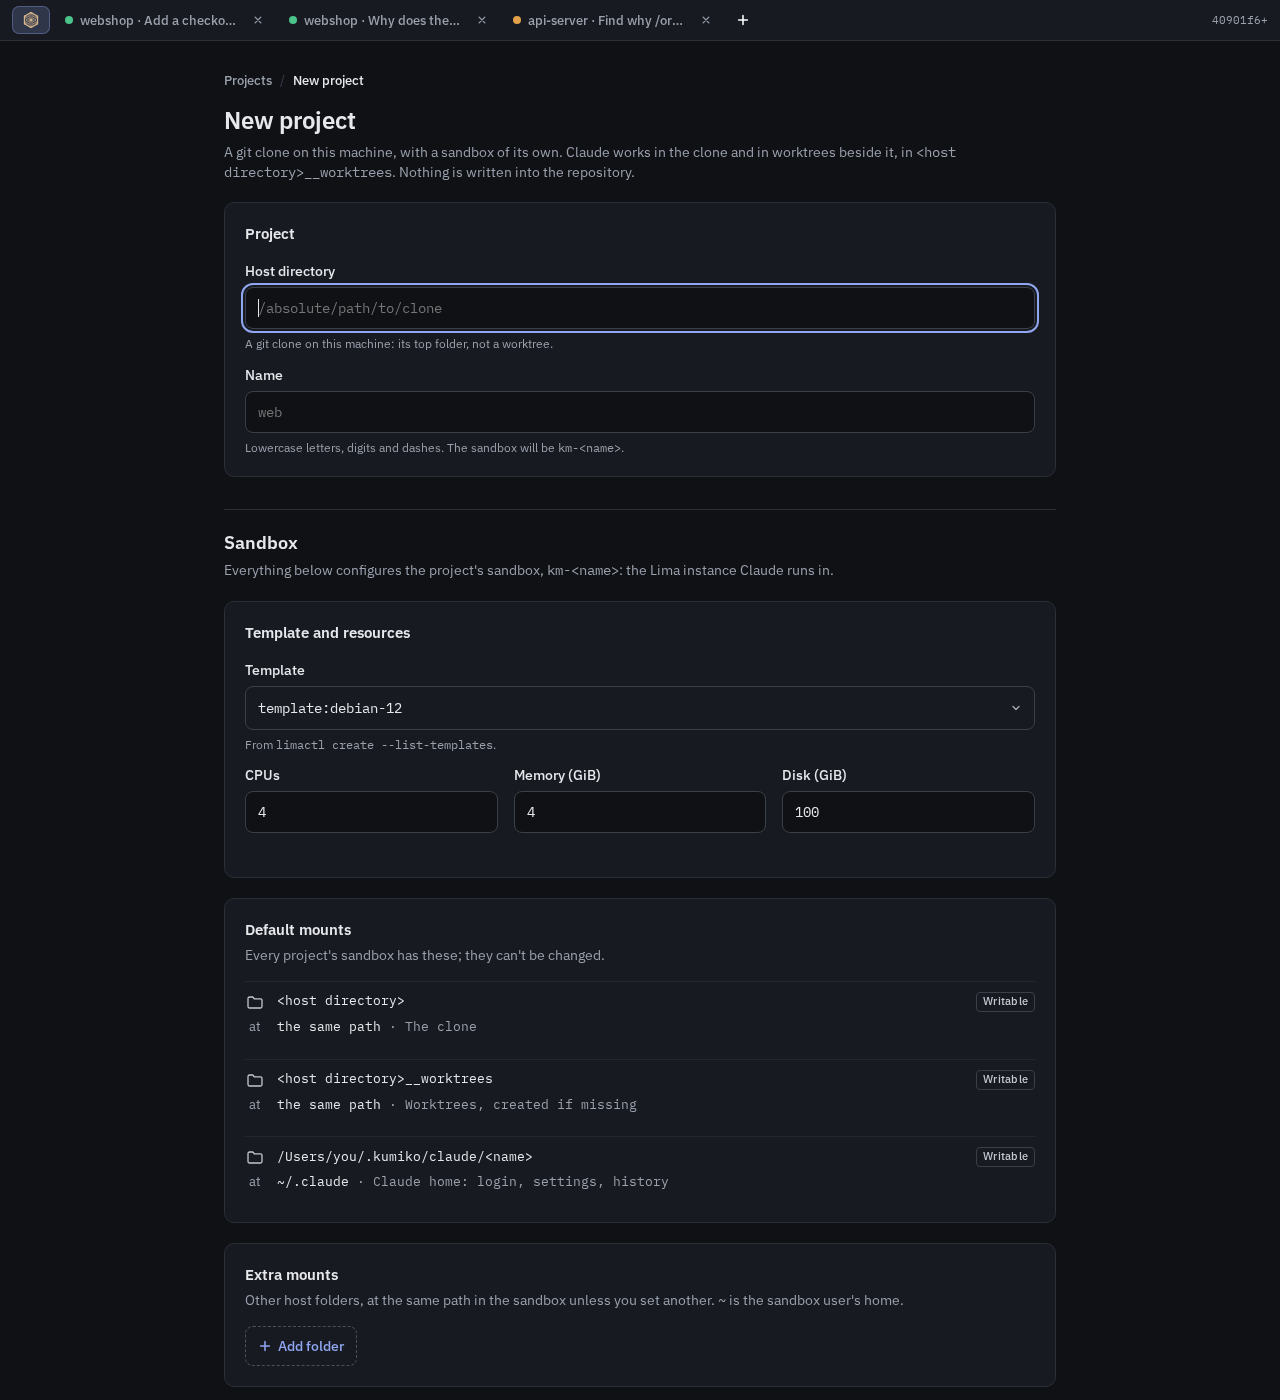 webshop · Add a checko...
webshop · Why does the...
api-server · Find why /or...
40901f6+
Projects / New project
New project
A git clone on this machine, with a sandbox of its own. Claude works in the clone and in worktrees beside it, in <host
directory>__worktrees. Nothing is written into the repository.
Project
Host directory
/absolute/path/to/clone
A git clone on this machine: its top folder, not a worktree.
Name
web
Lowercase letters, digits and dashes. The sandbox will be km-<name>.
Sandbox
Everything below configures the project's sandbox, km-<name>: the Lima instance Claude runs in.
Template and resources
Template
template:debian-12
From limactl create --list-templates.
CPUs Memory (GiB) Disk (GiB)
4 4 100
Default mounts
Every project's sandbox has these; they can't be changed.
<host directory> Writable
at the same path · The clone
<host directory>__worktrees Writable
at the same path · Worktrees, created if missing
/Users/you/.kumiko/claude/<name> Writable
at ~/.claude · Claude home: login, settings, history
Extra mounts
Other host folders, at the same path in the sandbox unless you set another. ~ is the sandbox user's home.
+ Add folder